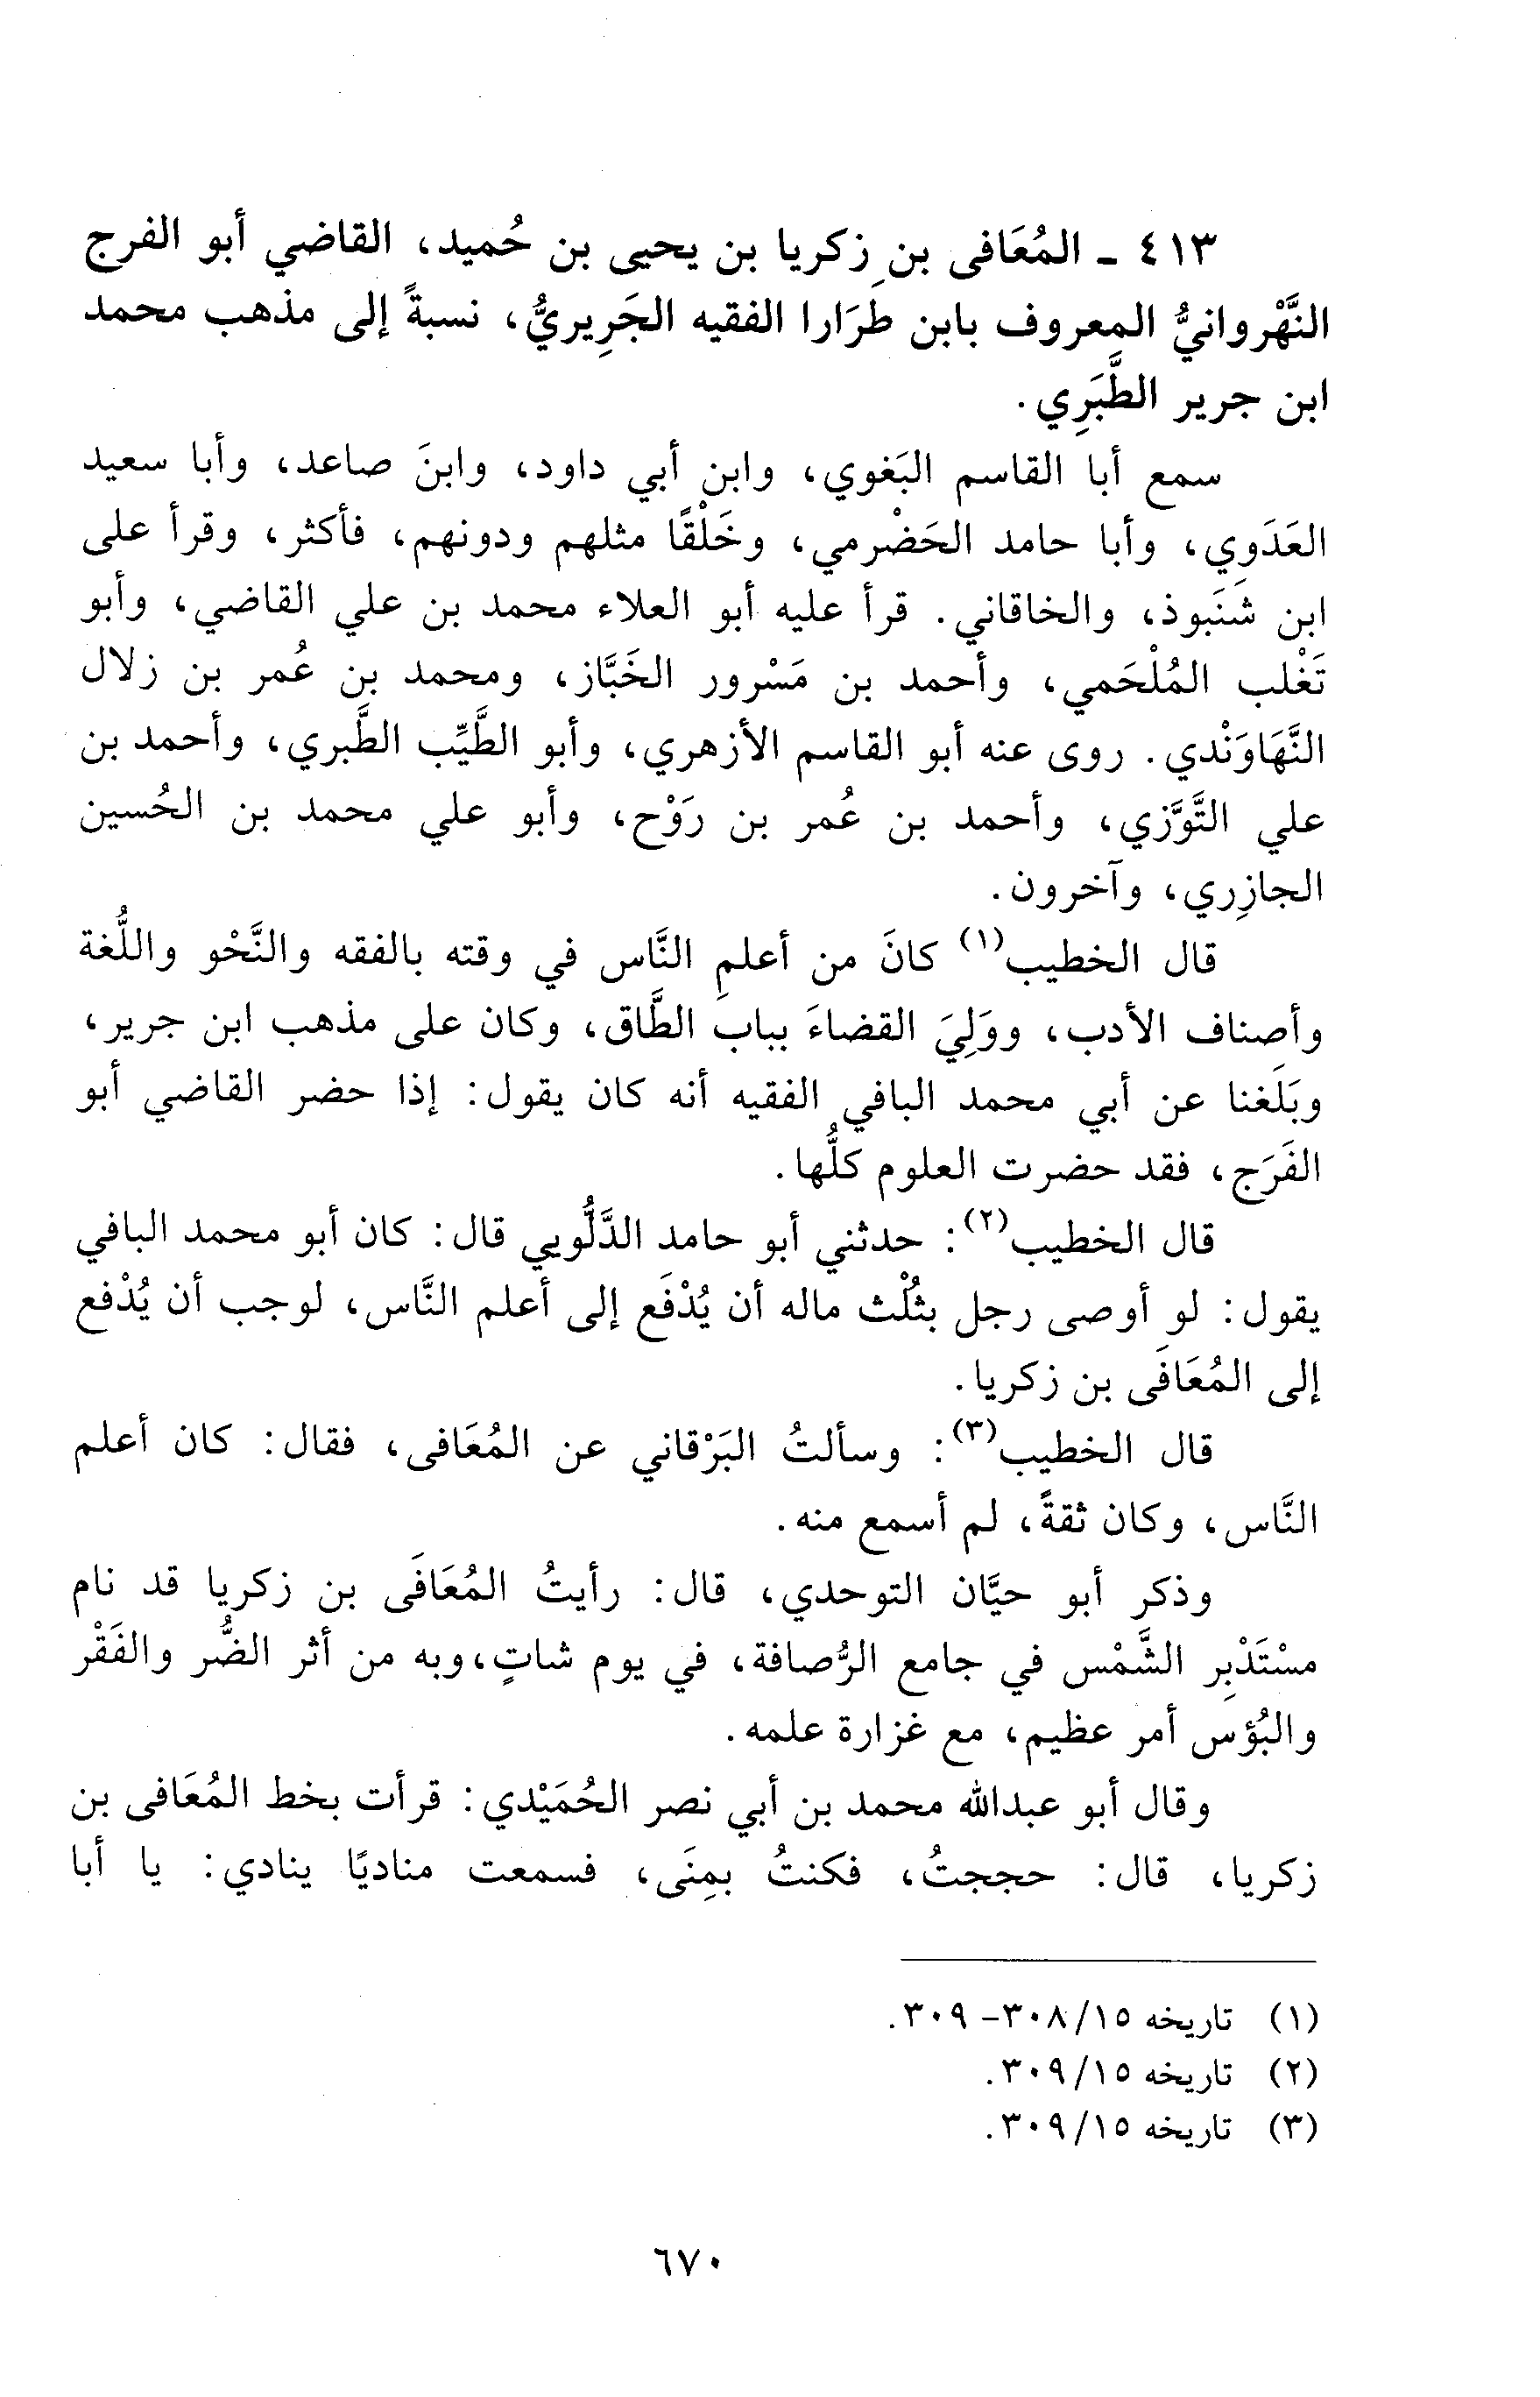 ٤١٣ - المُعَافى بن زكريا بن يحيى بن حُميد، القاضي أبو الفرج
النَّهْروانيُّ المعروف بابن طَرَارا الفقيه الجَرِيريُّ، نسبةً إلى مذهب محمد
ابن جرير الطَّبَرِي.
سمع أبا القاسم البَغوي، وابن أبي داود، وابنَ صاعد، وأبا سعيد
العَدَوي، وأبا حامد الحَضْرمي، وخَلْقًا مثلهم ودونهم، فأكثر، وقرأ على
ابن شَنَبوذ، والخاقاني. قرأ عليه أبو العلاء محمد بن علي القاضي، وأبو
تَغْلب المُلْحَمي، وأحمد بن مَسْرور الخَبَّاز، ومحمد بن عُمر بن زلال
النَّهَاوَنْدي. روى عنه أبو القاسم الأزهري، وأبو الطَّيِّب الطَّبري، وأحمد بن
علي التَّوَّزي، وأحمد بن عُمر بن رَوْح، وأبو علي محمد بن الحُسين
الجازِري، وآخرون.
قال الخطيب(١) كانَ من أعلمِ النَّاس في وقته بالفقه والنَّحْو واللُّغة
وأصناف الأدب، ووَلِيَ القضاءَ بباب الطَّاق، وكان على مذهب ابن جرير،
وبَلَغنا عن أبي محمد البافي الفقيه أنه كان يقول: إذا حضر القاضي أبو
الفَرَج، فقد حضرت العلوم كلُّها.
قال الخطيب(٢): حدثني أبو حامد الدَّلُّويي قال: كان أبو محمد البافي
يقول: لو أوصى رجل بثُلْث ماله أن يُدْفَع إلى أعلم النَّاس، لوجب أن يُدْفع
إلى المُعَافَى بن زكريا.
قال الخطيب(٣): وسألتُ البَرْقاني عن المُعَافى، فقال: كان أعلم
النَّاس، وكان ثقةً، لم أسمع منه.
وذكر أبو حيَّان التوحدي، قال: رأيتُ المُعَافَى بن زكريا قد نام
مسْتَدْبِر الشَّمْس في جامع الرُّصافة، في يوم شاتٍ، وبه من أثر الضُّر والفَقْر
والبُؤس أمر عظيم، مع غزارة علمه.
وقال أبو عبدالله محمد بن أبي نصر الحُمَيْدي: قرأت بخط المُعَافى بن
زكريا، قال: حججتُ، فكنتُ بمِنَى، فسمعت مناديًا ينادي: يا أبا
(١) تاريخه ١٥/ ٣٠٨- ٣٠٩.
(٢) تاريخه ١٥/ ٣٠٩.
(٣) تاريخه ١٥/ ٣٠٩.
٦٧٠